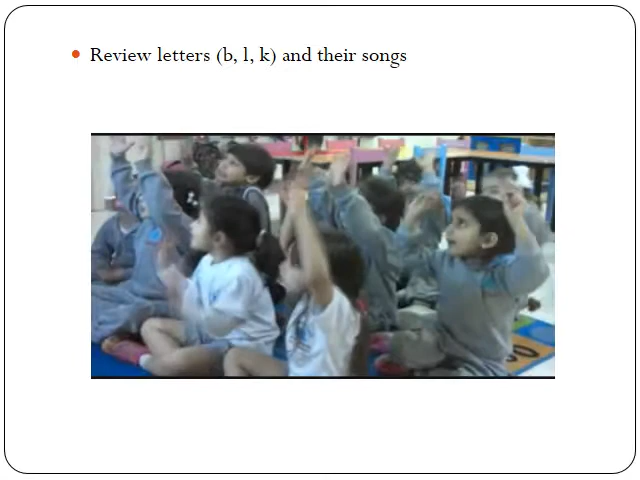 Review letters (b, l, k) and their songs